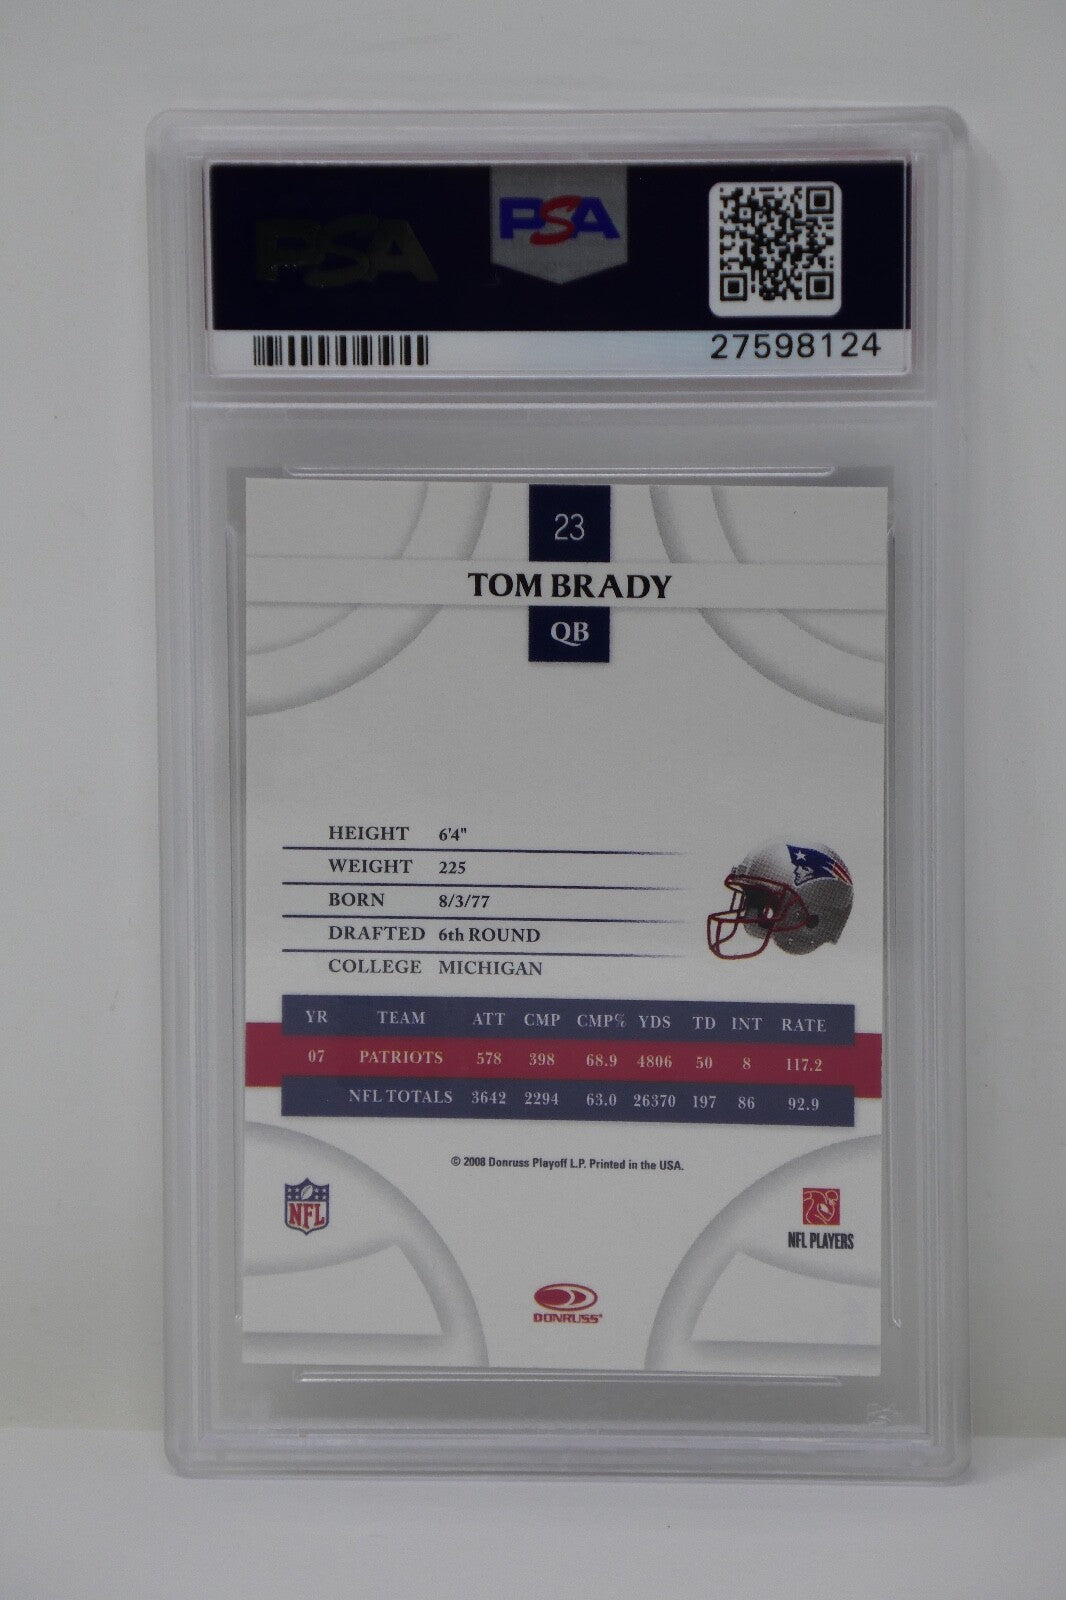 PSA PSA
27598124
23
TOM BRADY
QB
HEIGHT 6'4"
WEIGHT 225
BORN 8/3/77
DRAFTED 6th ROUND
COLLEGE MICHIGAN
YR TEAM ATT CMP CMP% YDS TD INT RATE
07 PATRIOTS 578 398 68.9 4806 50 8 117.2
NFL TOTALS 3642 2294 63.0 26370 197 86 92.9
© 2008 Donruss Playoff L.P. Printed in the USA.
NFL
NFL PLAYERS
DONRUSS